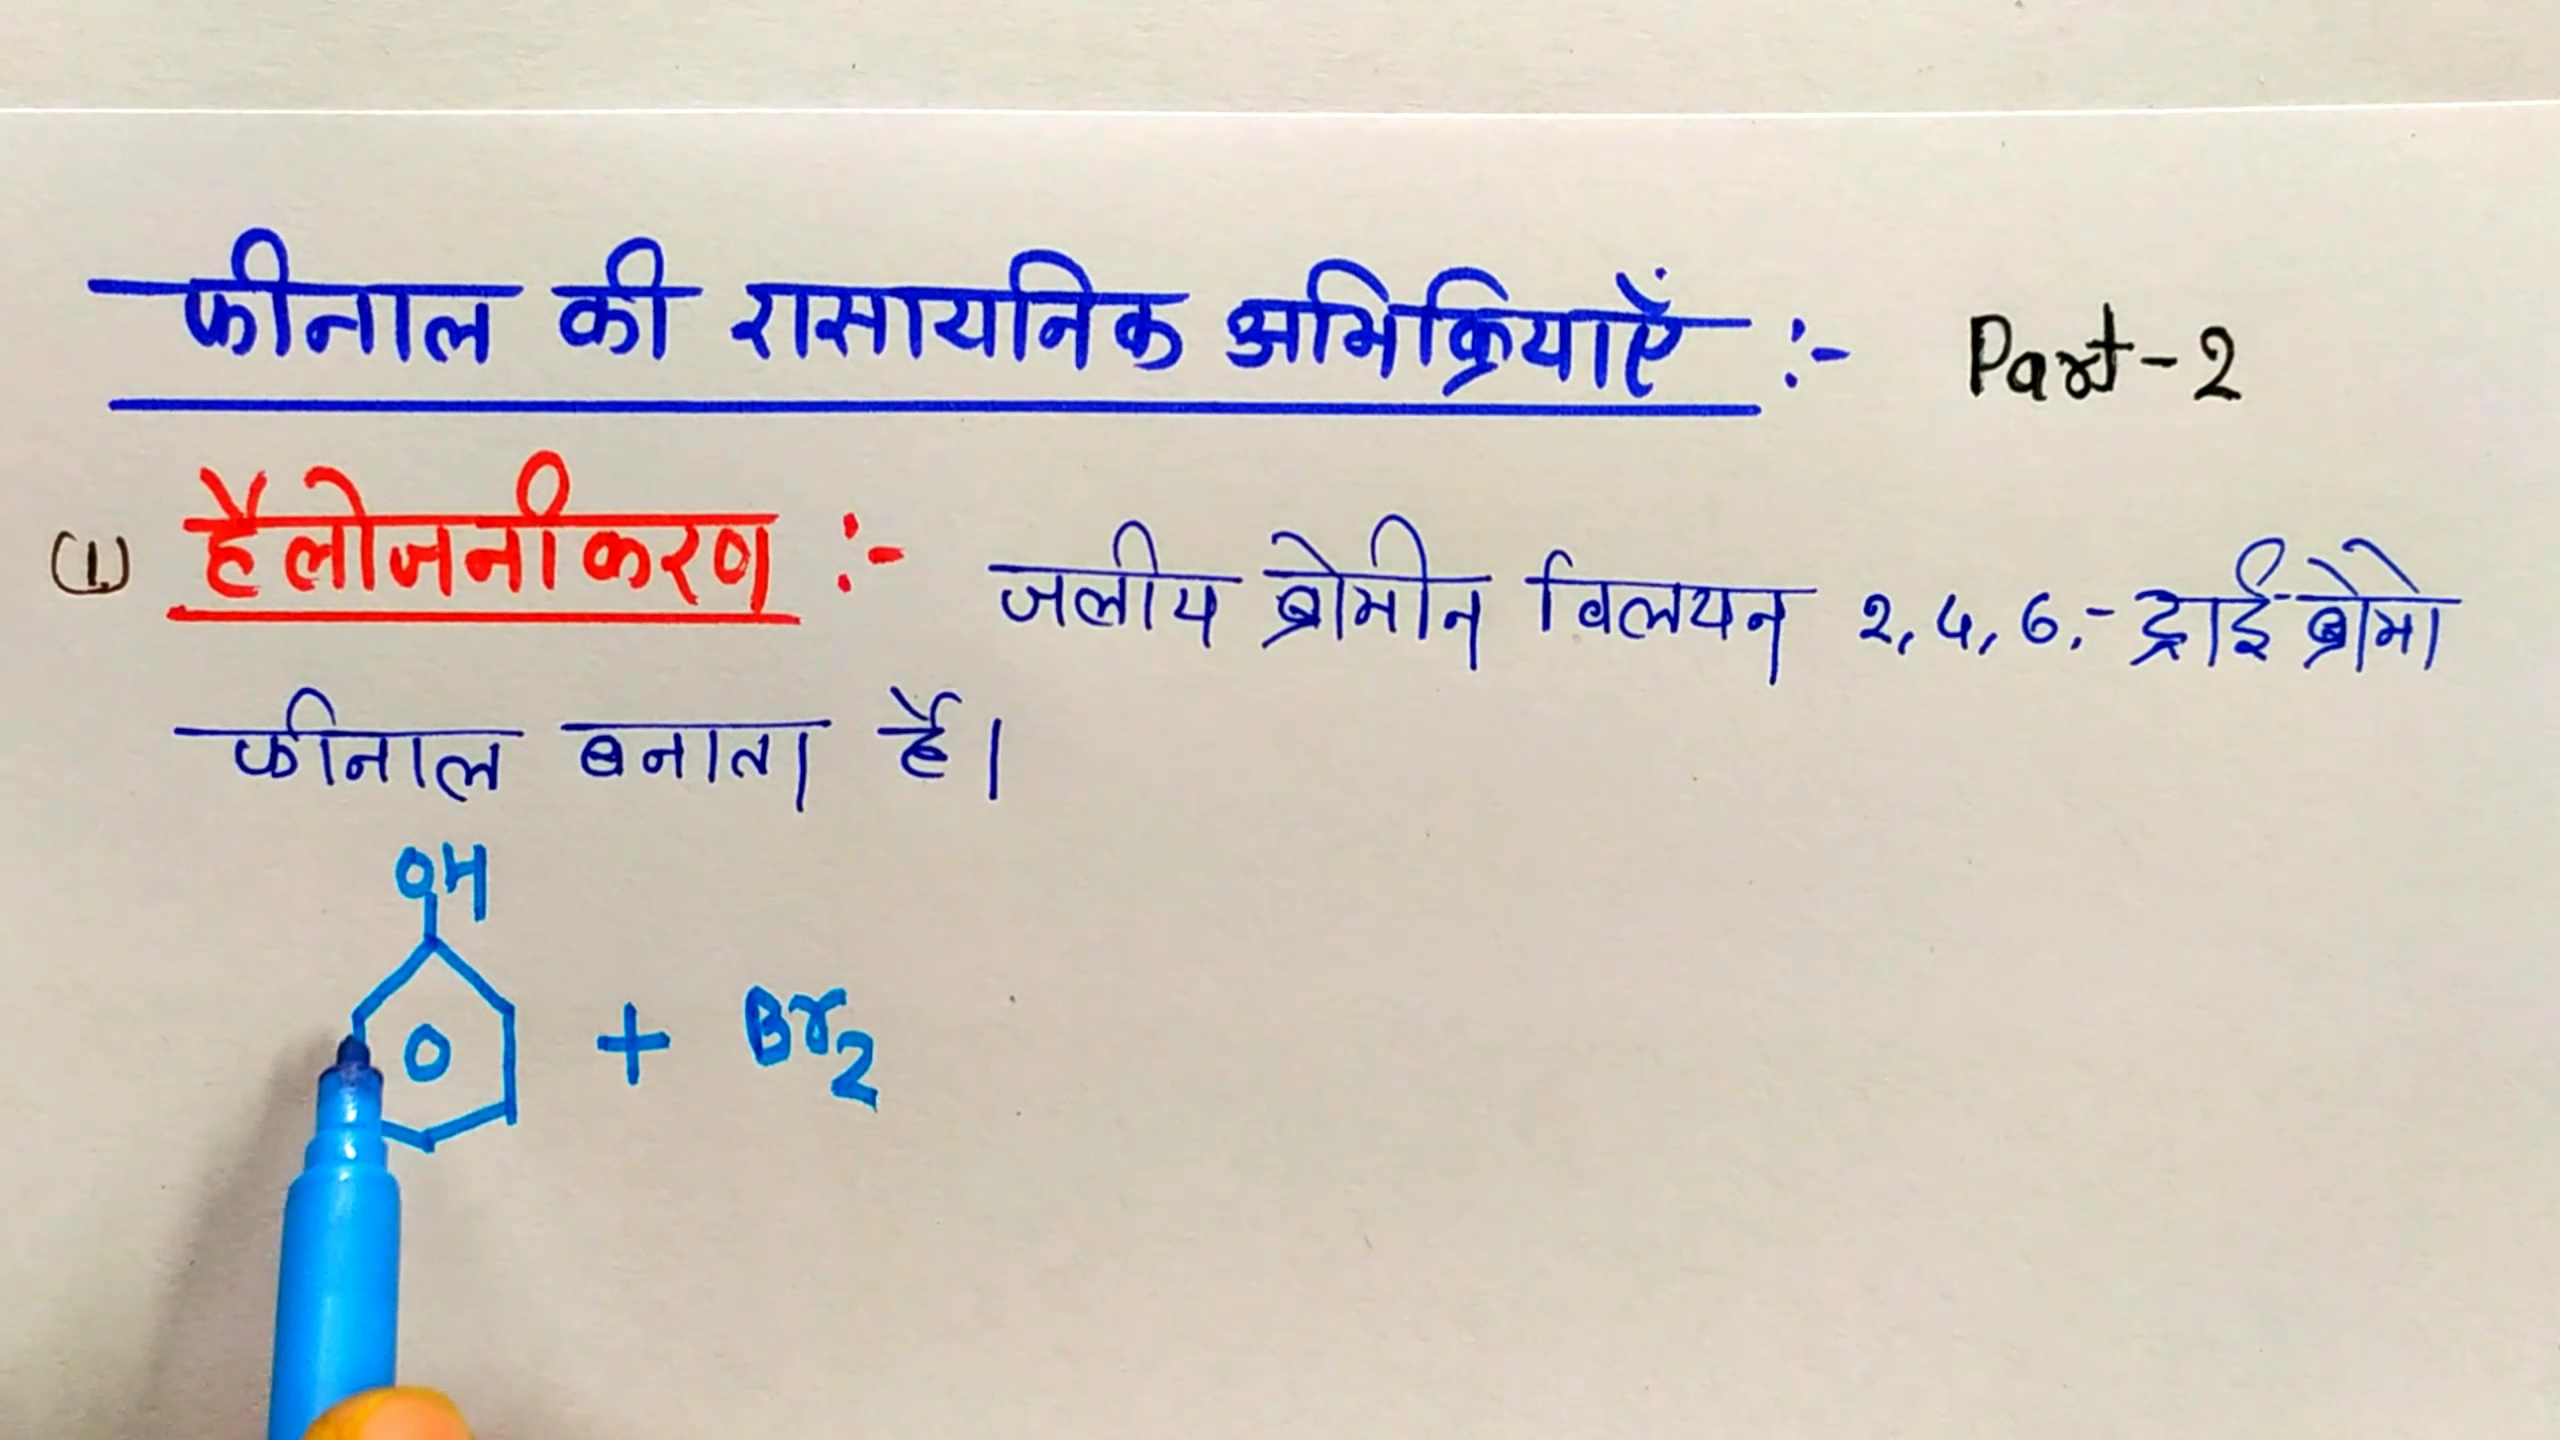 फीनाल की रासायनिक अभिक्रियाएँ :- Part-2
(1.) हैलोजनीकरण :- जलीय ब्रोमीन विलयन 2,4,6,- ट्राई ब्रोमो
फीनाल बनाता है।
OH
+ Br2